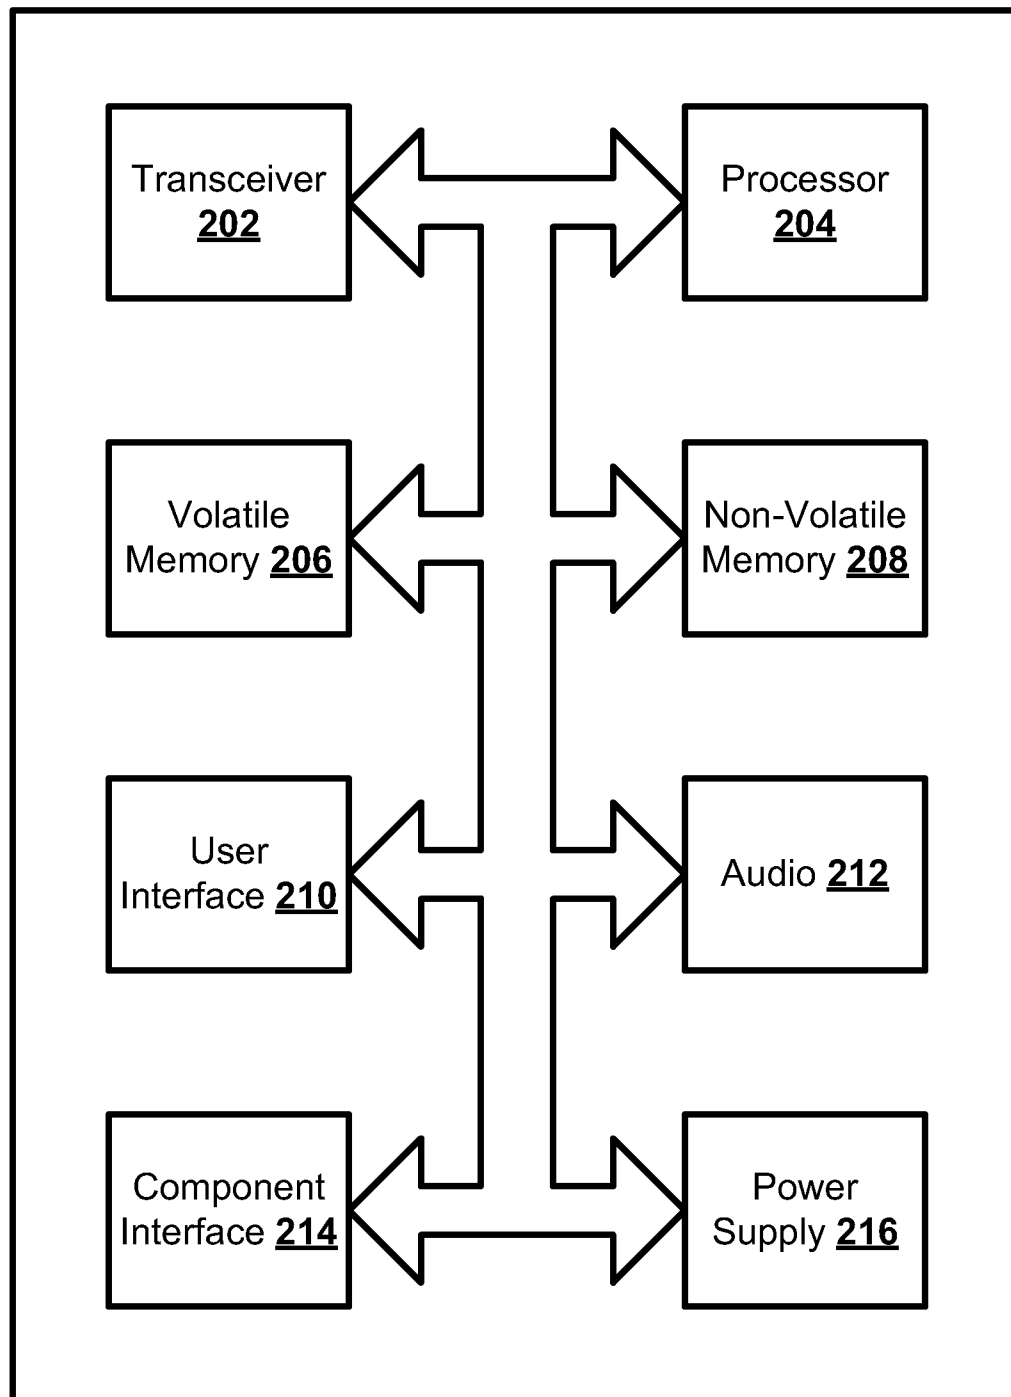 Transceiver
202
Processor
204
Volatile
Memory 206
Non-Volatile
Memory 208
User
Interface 210
Audio 212
Component
Interface 214
Power
Supply 216